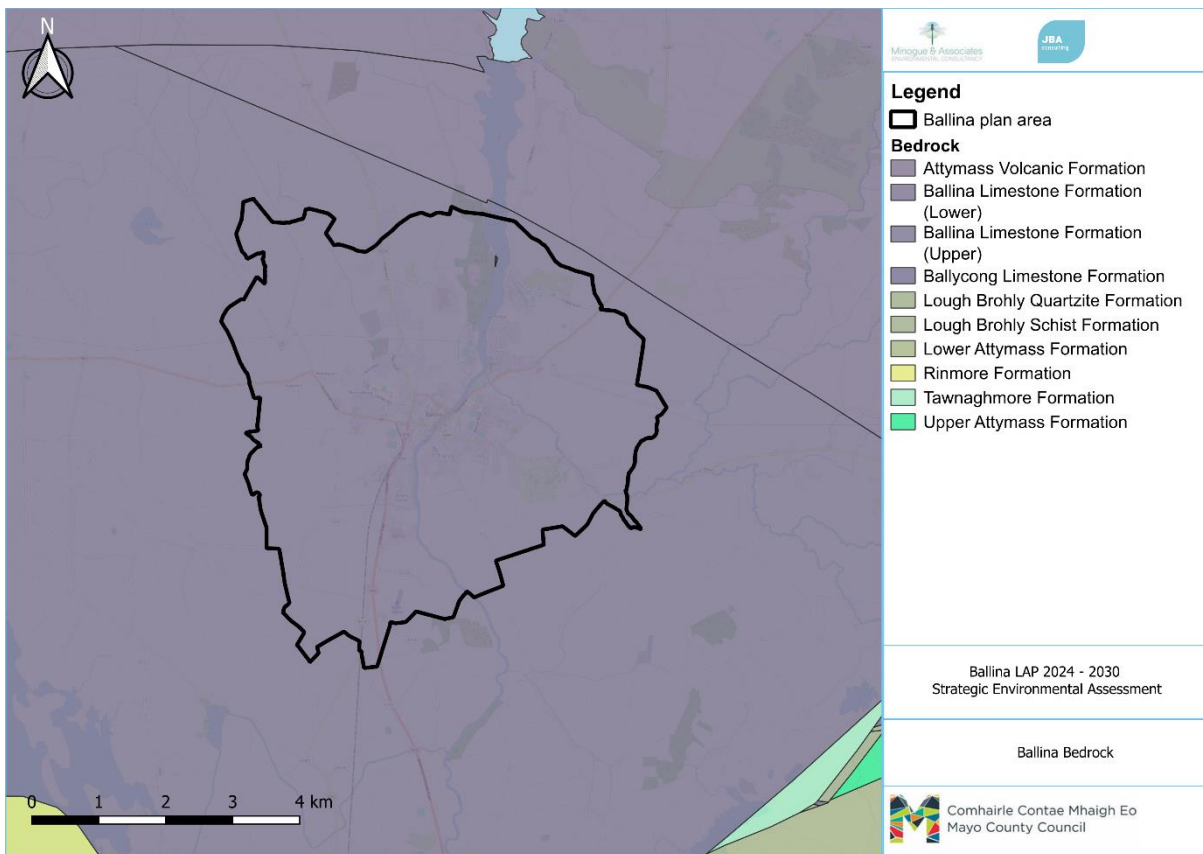 N
0 1 2 3 4 km
Minogue & Associates
ENVIRONMENTAL CONSULTANCY
JBA
consulting
Legend
Ballina plan area
Bedrock
Attymass Volcanic Formation
Ballina Limestone Formation
(Lower)
Ballina Limestone Formation
(Upper)
Ballycong Limestone Formation
Lough Brohly Quartzite Formation
Lough Brohly Schist Formation
Lower Attymass Formation
Rinmore Formation
Tawnaghmore Formation
Upper Attymass Formation
Ballina LAP 2024 - 2030
Strategic Environmental Assessment
Ballina Bedrock
Comhairle Contae Mhaigh Eo
Mayo County Council